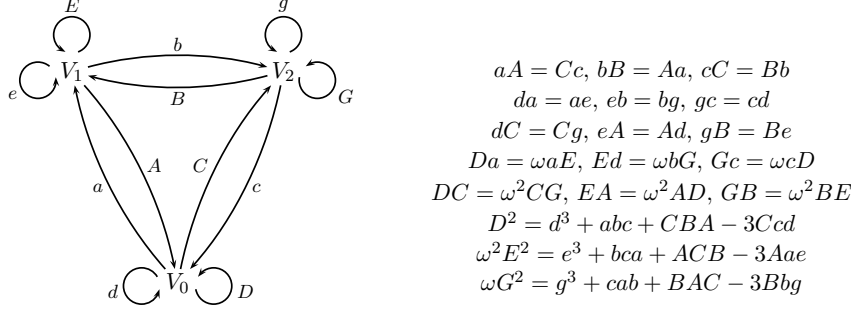 E
g
b
V₁
V₂
e
B
G
A
C
a
c
V₀
d
D
aA = Cc, bB = Aa, cC = Bb
da = ae, eb = bg, gc = cd
dC = Cg, eA = Ad, gB = Be
Da = ωaE, Ed = ωbG, Gc = ωcD
DC = ω²CG, EA = ω²AD, GB = ω²BE
D² = d³ + abc + CBA − 3Ccd
ω²E² = e³ + bca + ACB − 3Aae
ωG² = g³ + cab + BAC − 3Bbg